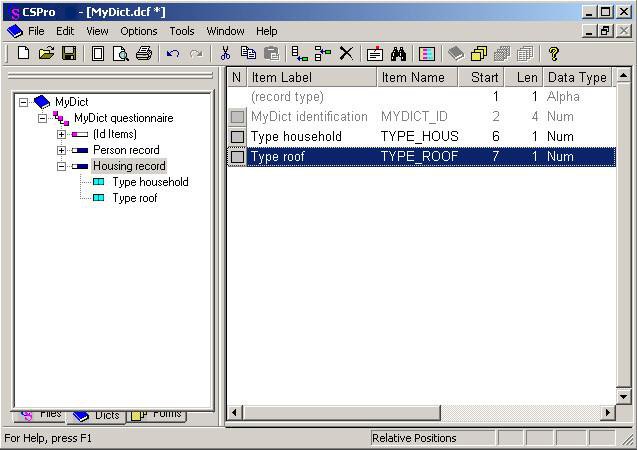 CSPro - [MyDict.dcf *]
File Edit View Options Tools Window Help
MyDict
MyDict questionnaire
(Id Items)
Person record
Housing record
Type household
Type roof
Files Dicts Forms
N Item Label Item Name Start Len Data Type
(record type) 1 1 Alpha
MyDict identification MYDICT_ID 2 4 Num
Type household TYPE_HOUS 6 1 Num
Type roof TYPE_ROOF 7 1 Num
For Help, press F1 Relative Positions